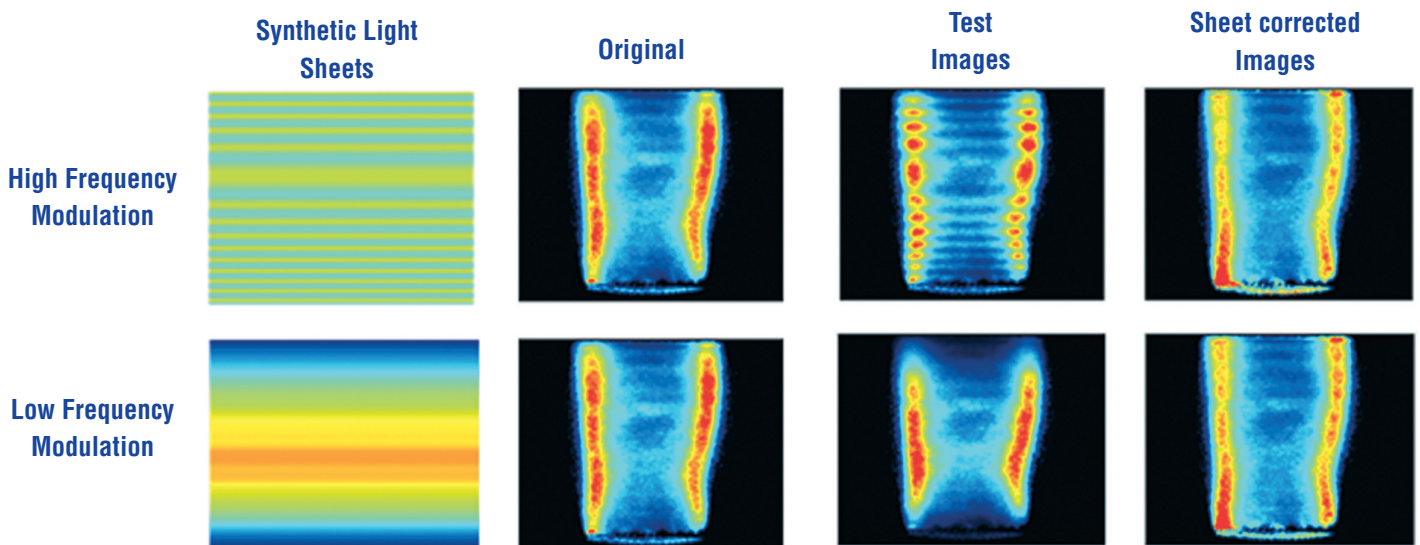 Synthetic Light
Sheets
Original
Test
Images
Sheet corrected
Images
High Frequency
Modulation
Low Frequency
Modulation